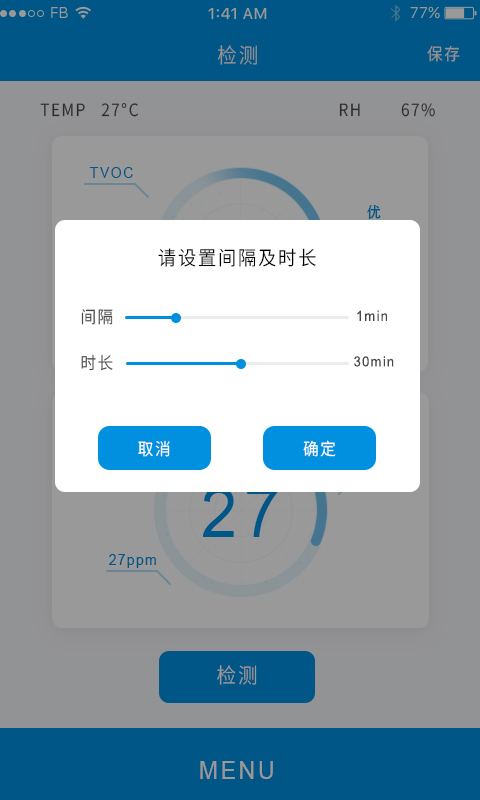 FB 1:41 AM 77%
检测 保存
TEMP 27°C RH 67%
TVOC
优
请设置间隔及时长
间隔 1min
时长 30min
取消 确定
27
27ppm
检测
MENU